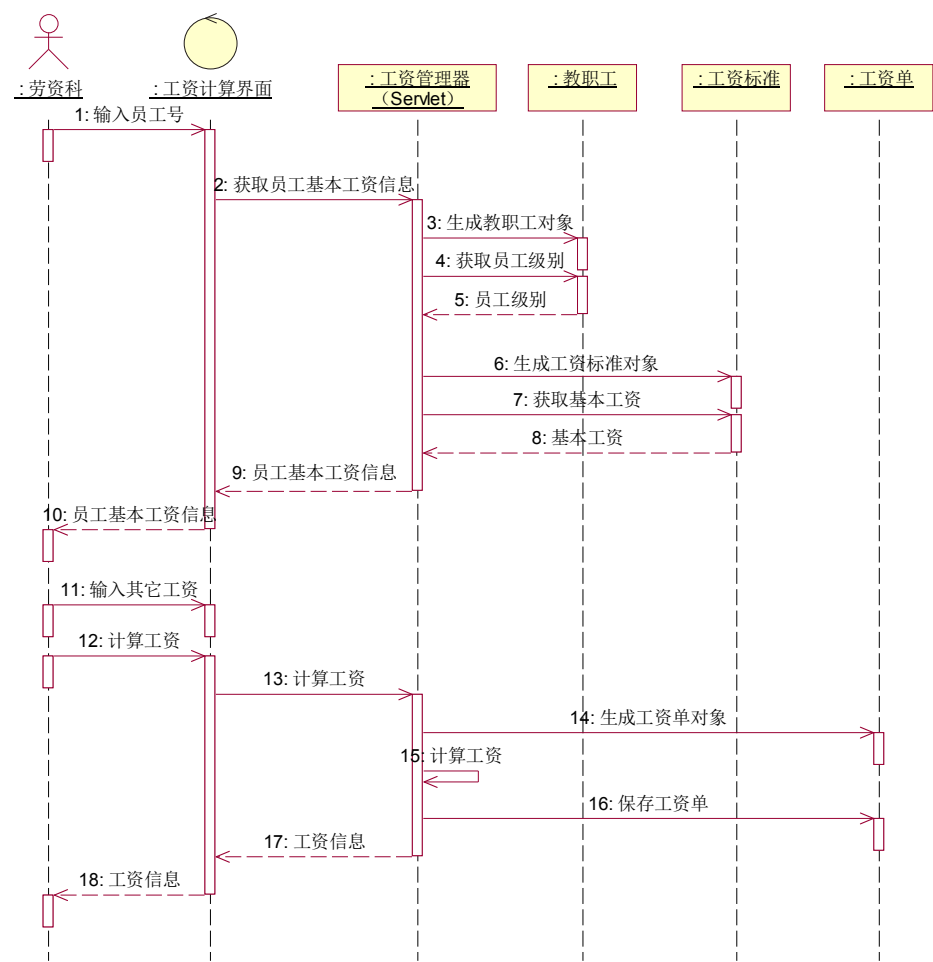 : 劳资科
: 工资计算界面
: 工资管理器
（Servlet）
: 教职工
: 工资标准
: 工资单
1: 输入员工号
2: 获取员工基本工资信息
3: 生成教职工对象
4: 获取员工级别
5: 员工级别
6: 生成工资标准对象
7: 获取基本工资
8: 基本工资
9: 员工基本工资信息
10: 员工基本工资信息
11: 输入其它工资
12: 计算工资
13: 计算工资
14: 生成工资单对象
15: 计算工资
16: 保存工资单
17: 工资信息
18: 工资信息